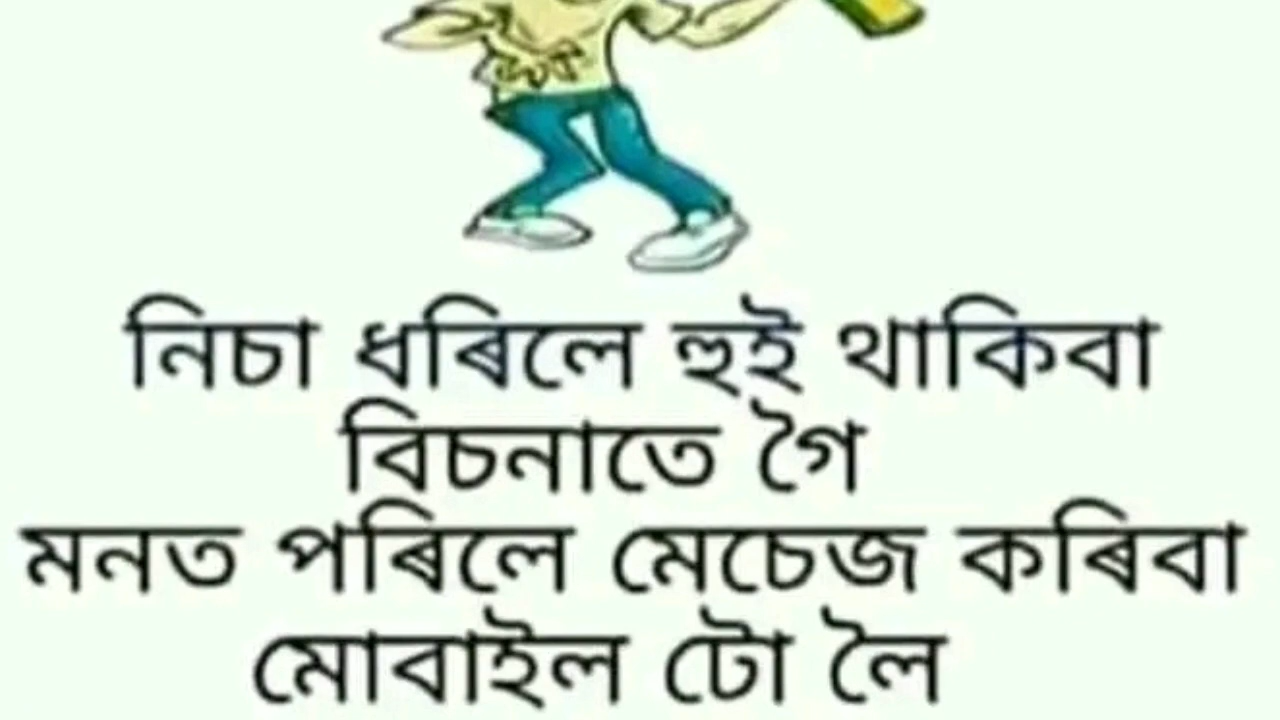 নিচা ধৰিলে হুই থাকিবা
বিচনাতে গৈ
মনত পৰিলে মেচেজ কৰিবা
মোবাইল টো লৈ